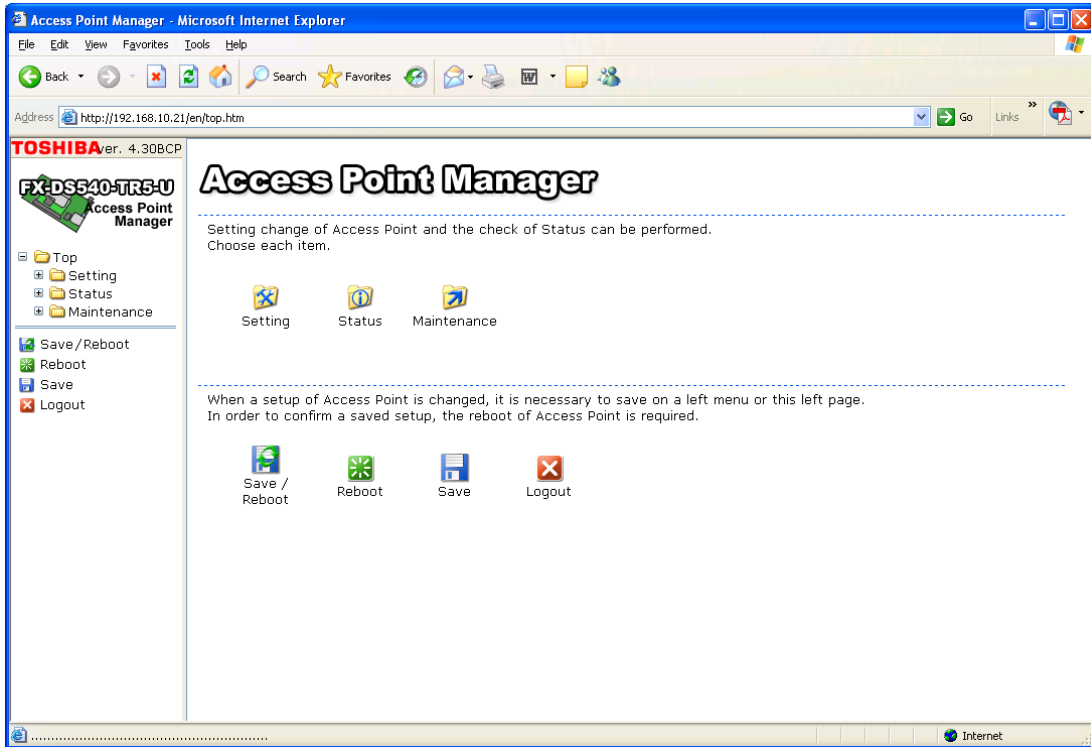 Access Point Manager - Microsoft Internet Explorer
File Edit View Favorites Tools Help
Back Search Favorites
Address http://192.168.10.21/en/top.htm Go Links »
TOSHIBA ver. 4.30BCP
FX-DS540-TR5-U
Access Point
Manager
Top
Setting
Status
Maintenance
Save/Reboot
Reboot
Save
Logout
Access Point Manager
Setting change of Access Point and the check of Status can be performed.
Choose each item.
Setting Status Maintenance
When a setup of Access Point is changed, it is necessary to save on a left menu or this left page.
In order to confirm a saved setup, the reboot of Access Point is required.
Save /
Reboot
Reboot Save Logout
Internet